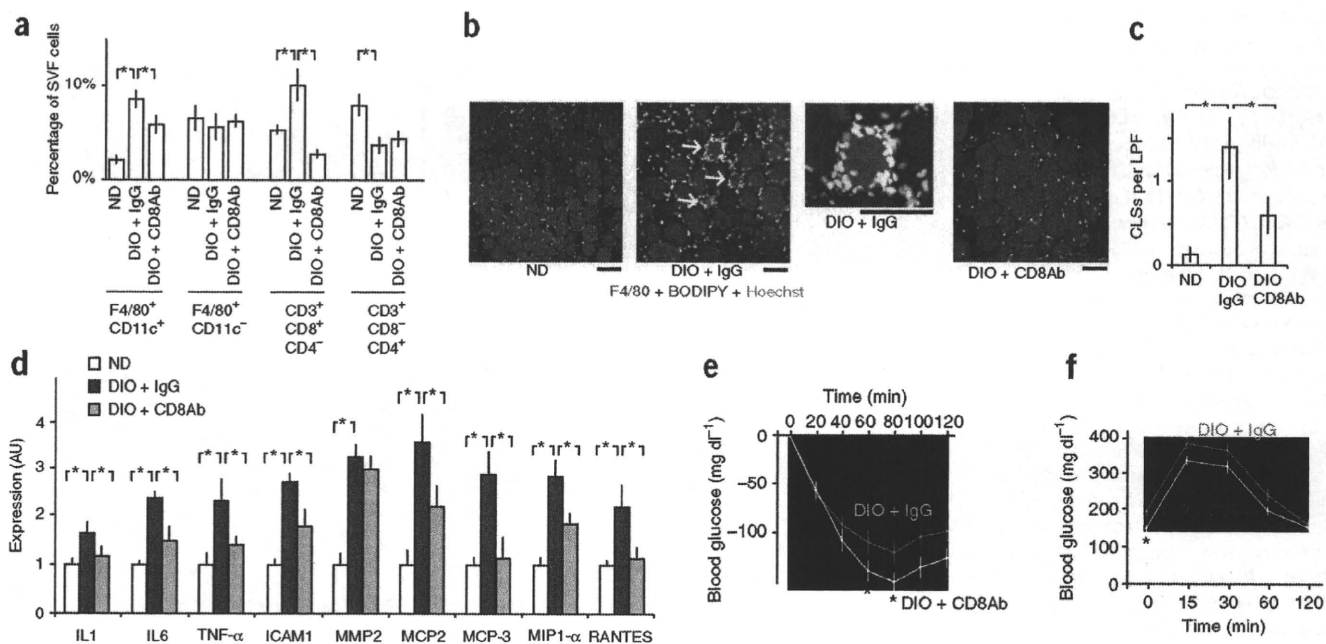 a
Percentage of SVF cells
10%
0%
* * * * *
ND
DIO + IgG
DIO + CD8Ab
ND
DIO + IgG
DIO + CD8Ab
ND
DIO + IgG
DIO + CD8Ab
ND
DIO + IgG
DIO + CD8Ab
F4/80+
CD11c+
F4/80+
CD11c−
CD3+
CD8+
CD4−
CD3+
CD8−
CD4+
b
ND
DIO + IgG
DIO + IgG
DIO + CD8Ab
F4/80 + BODIPY + Hoechst
c
CLSs per LPF
1
0
* *
ND
DIO
IgG
DIO
CD8Ab
d
ND
DIO + IgG
DIO + CD8Ab
Expression (AU)
4
3
2
1
0
* * * * * * * * * * * * * * * * *
IL1 IL6 TNF-α ICAM1 MMP2 MCP2 MCP-3 MIP1-α RANTES
e
Time (min)
0 20 40 60 80 100 120
Blood glucose (mg dl−1)
0
−50
−100
DIO + IgG
* * DIO + CD8Ab
f
Blood glucose (mg dl−1)
400
300
200
100
0
DIO + IgG
*
0 15 30 60 120
Time (min)